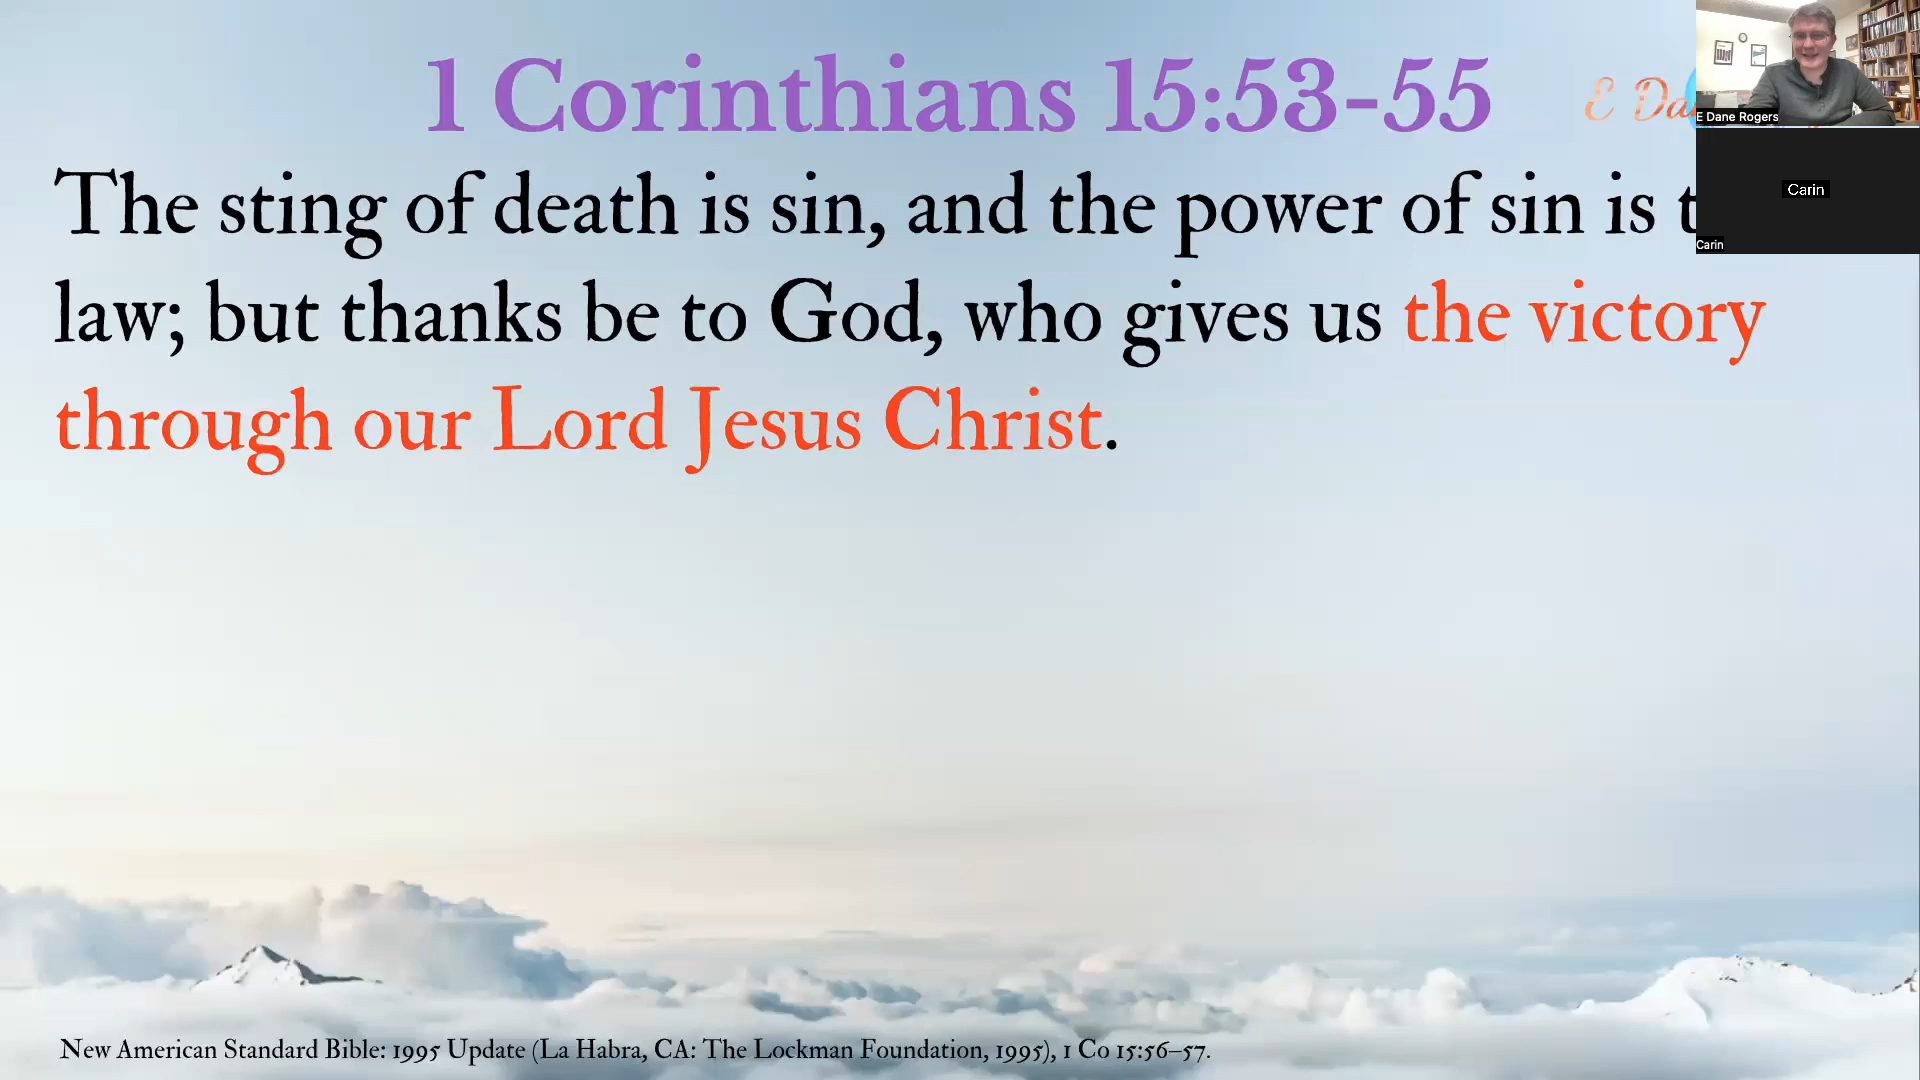 1 Corinthians 15:53-55
E Da
E Dane Rogers
Carin
Carin
The sting of death is sin, and the power of sin is t
law; but thanks be to God, who gives us the victory
through our Lord Jesus Christ.
New American Standard Bible: 1995 Update (La Habra, CA: The Lockman Foundation, 1995), 1 Co 15:56–57.